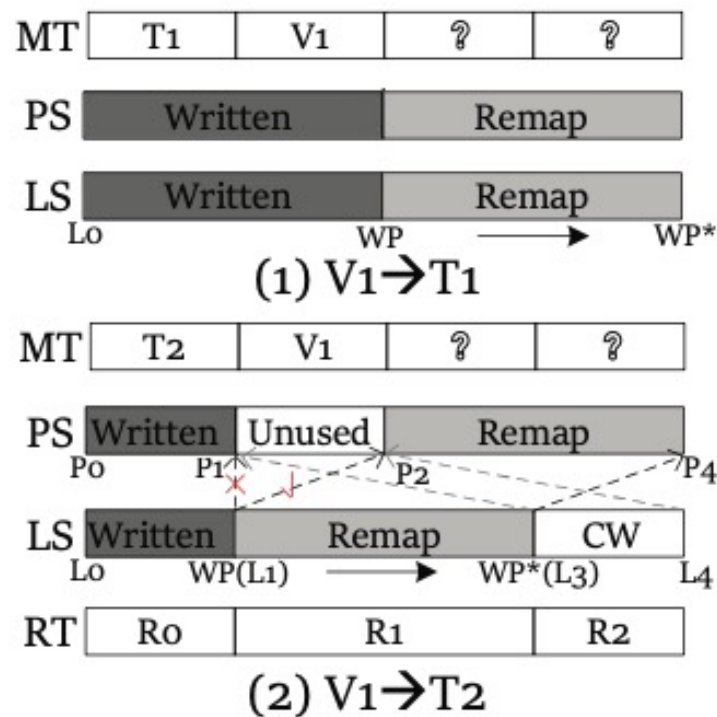 MT T1 V1 ? ?
PS Written Remap
LS Written Remap
L0 WP WP*
(1) V1→T1
MT T2 V1 ? ?
PS Written Unused Remap
P0 P1 P2 P4
LS Written Remap CW
L0 WP(L1) WP*(L3) L4
RT R0 R1 R2
(2) V1→T2